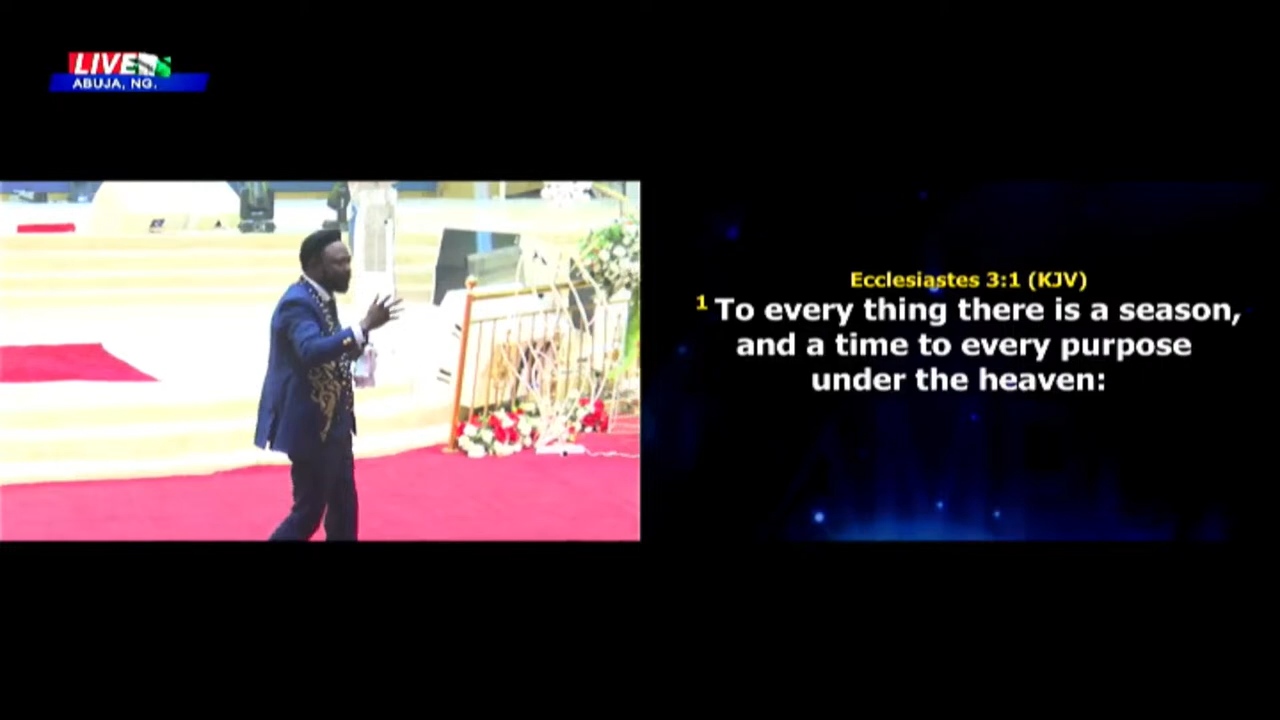 LIVE
ABUJA, NG.
Ecclesiastes 3:1 (KJV)
1 To every thing there is a season,
and a time to every purpose
under the heaven: